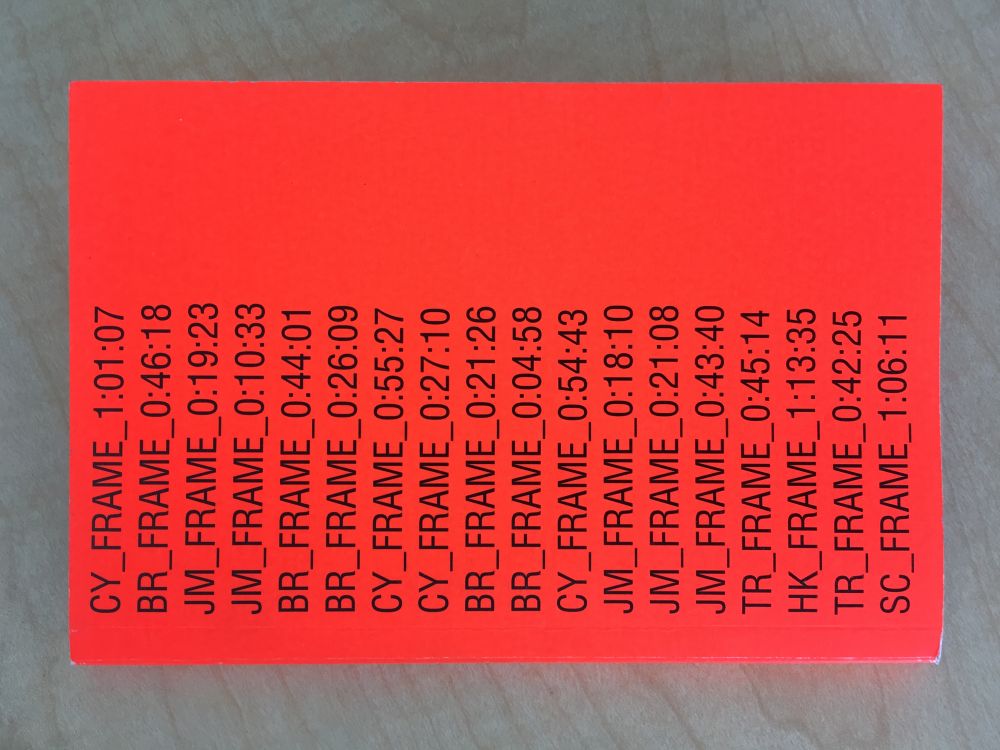 CY_FRAME_1:01:07
BR_FRAME_0:46:18
JM_FRAME_0:19:23
JM_FRAME_0:10:33
BR_FRAME_0:44:01
BR_FRAME_0:26:09
CY_FRAME_0:55:27
CY_FRAME_0:27:10
BR_FRAME_0:21:26
BR_FRAME_0:04:58
CY_FRAME_0:54:43
JM_FRAME_0:18:10
JM_FRAME_0:21:08
JM_FRAME_0:43:40
TR_FRAME_0:45:14
HK_FRAME_1:13:35
TR_FRAME_0:42:25
SC_FRAME_1:06:11